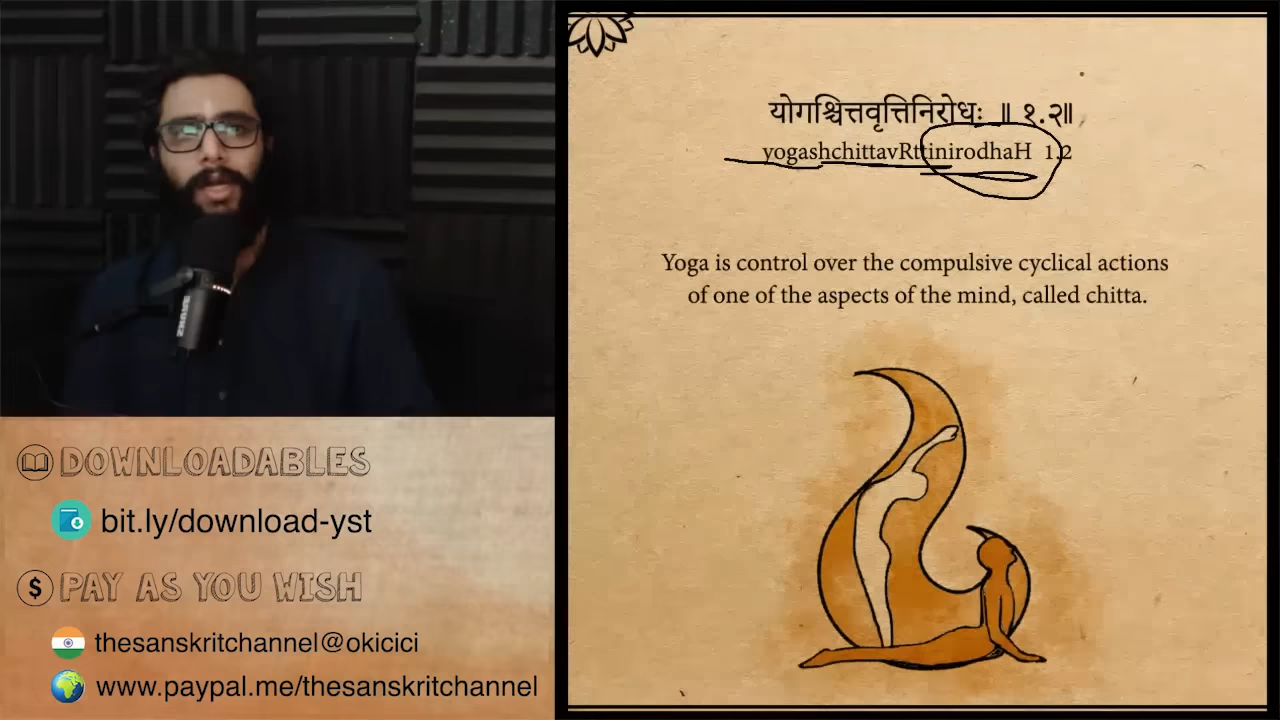 योगश्चित्तवृत्तिनिरोधः ॥ १.२॥
yogashchittavRttinirodhaH 1.2
Yoga is control over the compulsive cyclical actions
of one of the aspects of the mind, called chitta.
DOWNLOADABLES
bit.ly/download-yst
$ PAY AS YOU WISH
thesanskritchannel@okicici
www.paypal.me/thesanskritchannel